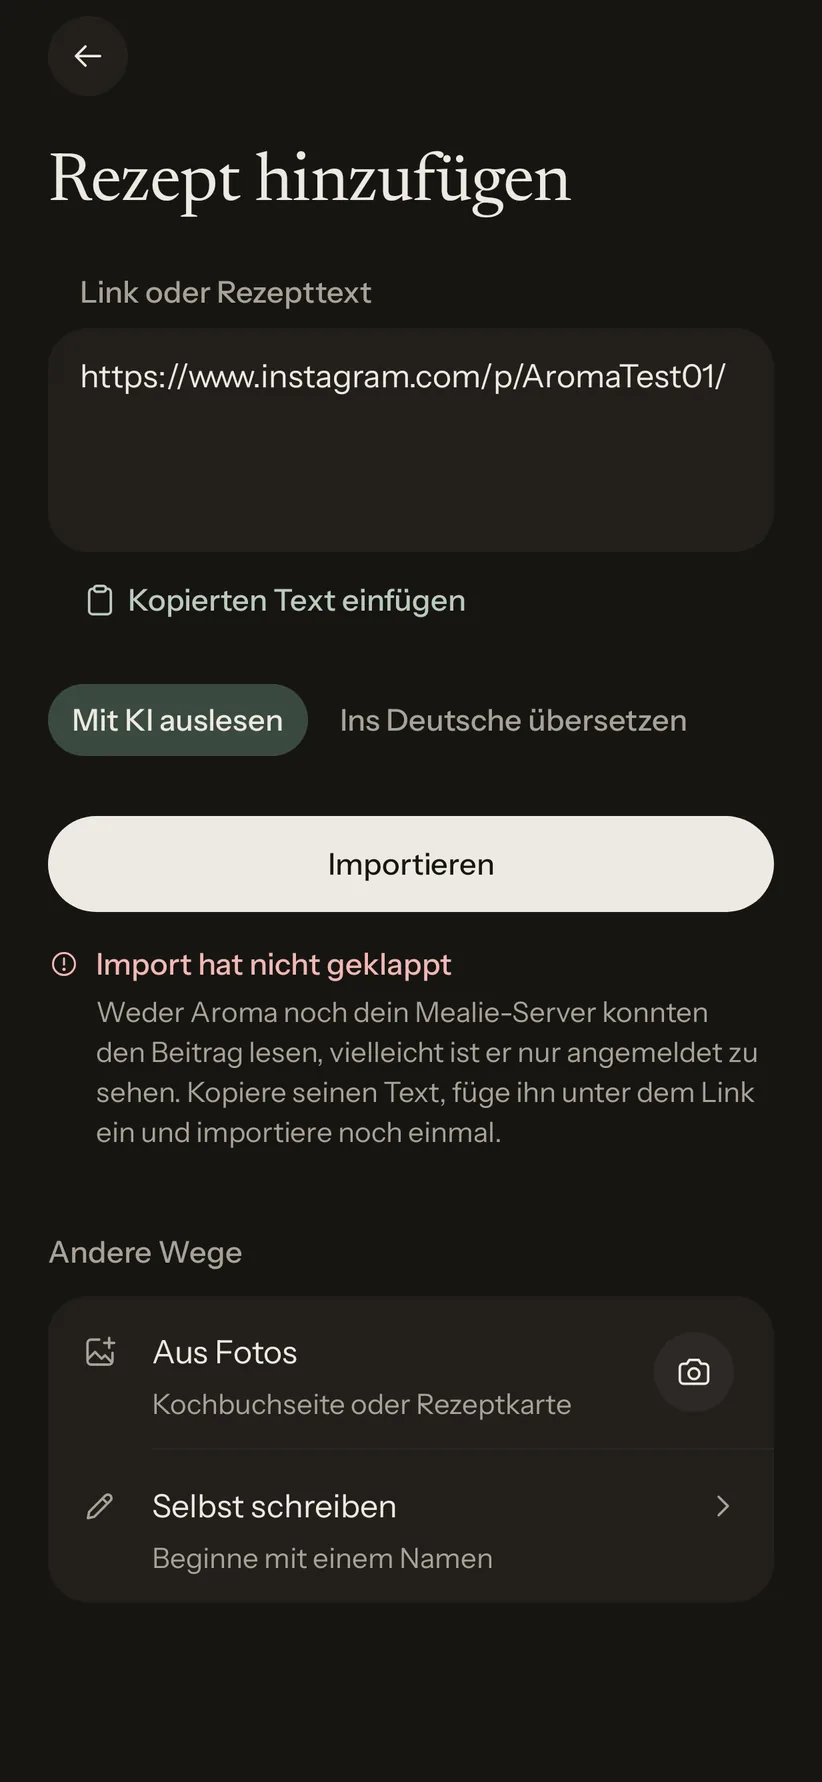 Rezept hinzufügen
Link oder Rezepttext
https://www.instagram.com/p/AromaTest01/
Kopierten Text einfügen
Mit KI auslesen
Ins Deutsche übersetzen
Importieren
Import hat nicht geklappt
Weder Aroma noch dein Mealie-Server konnten
den Beitrag lesen, vielleicht ist er nur angemeldet zu
sehen. Kopiere seinen Text, füge ihn unter dem Link
ein und importiere noch einmal.
Andere Wege
Aus Fotos
Kochbuchseite oder Rezeptkarte
Selbst schreiben
Beginne mit einem Namen